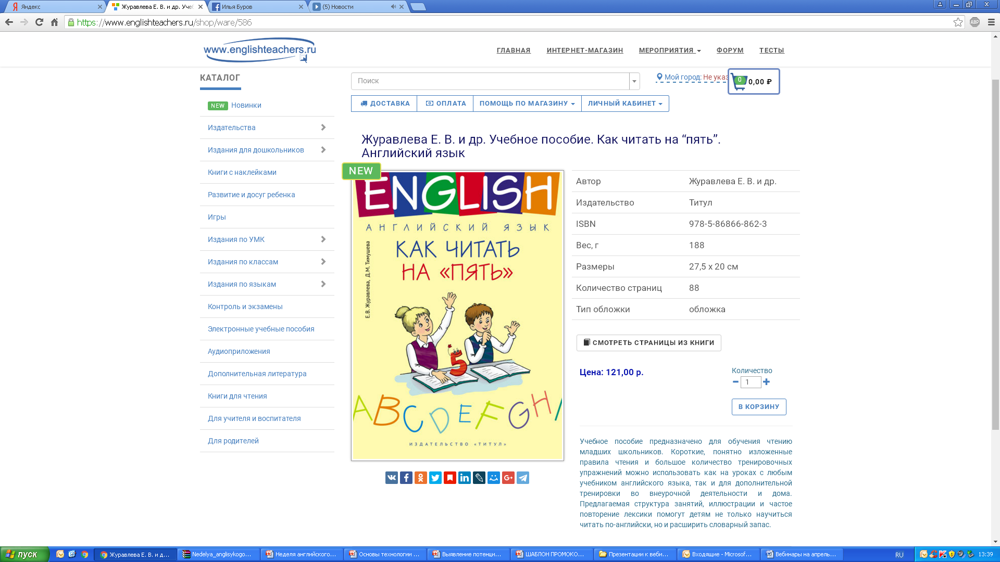 Яндекс
Журавлева Е. В. и др. Уче
Илья Буров
(5) Новости
https://www.englishteachers.ru/shop/ware/586
ABP
www.englishteachers.ru
ГЛАВНАЯ
ИНТЕРНЕТ-МАГАЗИН
МЕРОПРИЯТИЯ
ФОРУМ
ТЕСТЫ
КАТАЛОГ
Поиск
Мой город: Не указ
0
0,00 ₽
ДОСТАВКА
ОПЛАТА
ПОМОЩЬ ПО МАГАЗИНУ
ЛИЧНЫЙ КАБИНЕТ
NEW Новинки
Издательства
Издания для дошкольников
Книги с наклейками
Развитие и досуг ребенка
Игры
Издания по УМК
Издания по классам
Издания по языкам
Контроль и экзамены
Электронные учебные пособия
Аудиоприложения
Дополнительная литература
Книги для чтения
Для учителя и воспитателя
Для родителей
Журавлева Е. В. и др. Учебное пособие. Как читать на “пять”.
Английский язык
NEW
ENGLISH
АНГЛИЙСКИЙ ЯЗЫК
КАК ЧИТАТЬ
НА «ПЯТЬ»
Е.В. Журавлева, Д.М. Тимушева
5
ABCDEFGH
ИЗДАТЕЛЬСТВО «ТИТУЛ»
Автор Журавлева Е. В. и др.
Издательство Титул
ISBN 978-5-86866-862-3
Вес, г 188
Размеры 27,5 x 20 см
Количество страниц 88
Тип обложки обложка
СМОТРЕТЬ СТРАНИЦЫ ИЗ КНИГИ
Цена: 121,00 р.
Количество
1
В КОРЗИНУ
Учебное пособие предназначено для обучения чтению
младших школьников. Короткие, понятно изложенные
правила чтения и большое количество тренировочных
упражнений можно использовать как на уроках с любым
учебником английского языка, так и для дополнительной
тренировки во внеурочной деятельности и дома.
Предлагаемая структура занятий, иллюстрации и частое
повторение лексики помогут детям не только научиться
читать по-английски, но и расширить словарный запас.
пуск
Журавлева Е. В. и д...
Nedelya_anglisykogo...
Неделя английского...
Основы технологии ...
Выявление потенци...
ШАБЛОН ПРОМОКО...
Презентации к веби...
Входящие - Microsof...
Вебинары на апрель...
RU
13:39